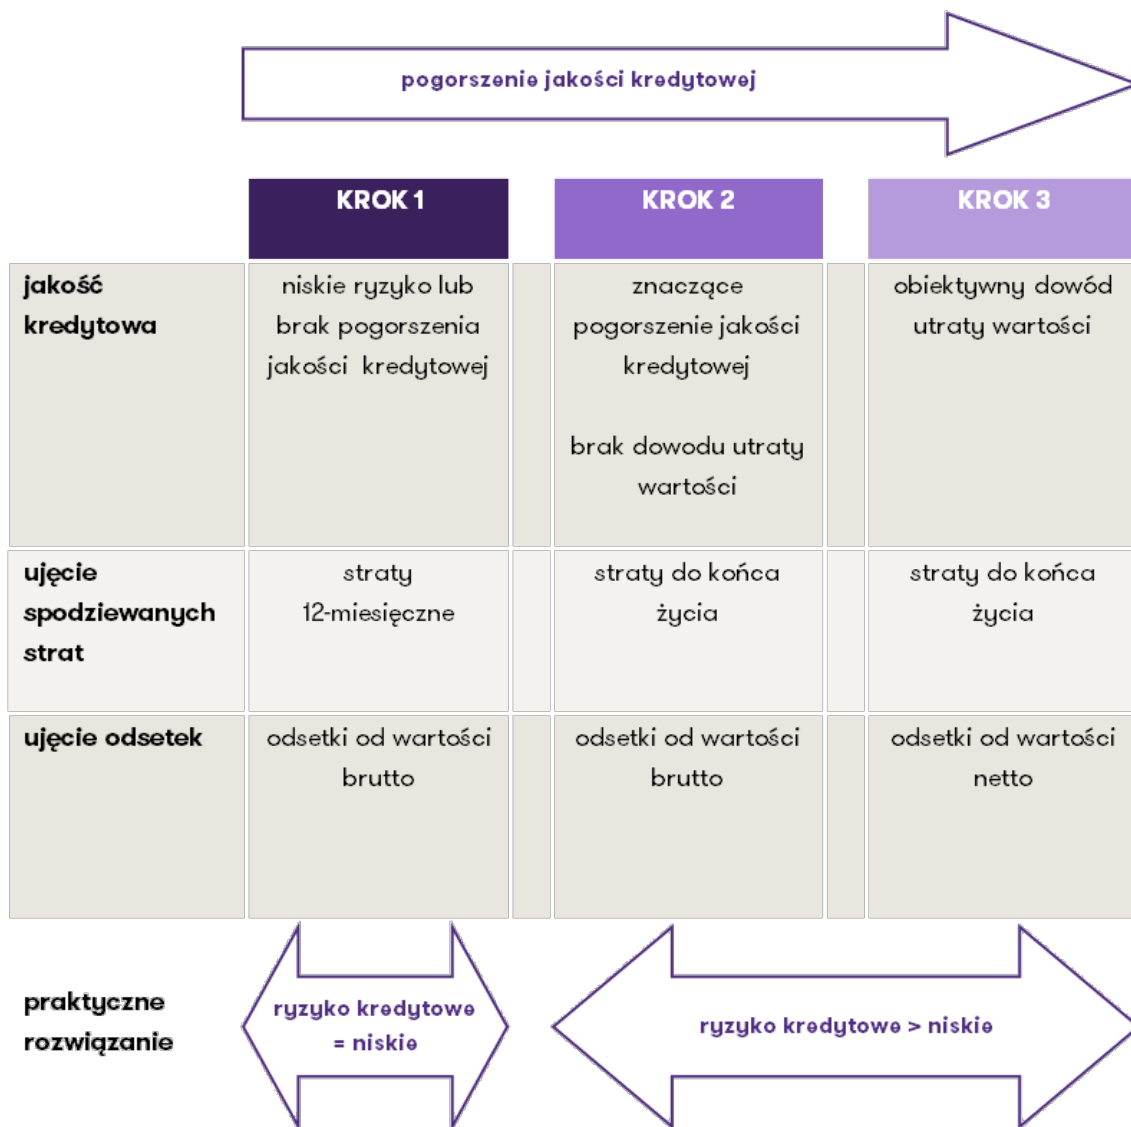 pogorszenie jakości kredytowej
KROK 1
KROK 2
KROK 3
jakość
kredytowa
niskie ryzyko lub
brak pogorszenia
jakości kredytowej
znaczące
pogorszenie jakości
kredytowej
brak dowodu utraty
wartości
obiektywny dowód
utraty wartości
ujęcie
spodziewanych
strat
straty
12-miesięczne
straty do końca
życia
straty do końca
życia
ujęcie odsetek
odsetki od wartości
brutto
odsetki od wartości
brutto
odsetki od wartości
netto
praktyczne
rozwiązanie
ryzyko kredytowe
= niskie
ryzyko kredytowe > niskie